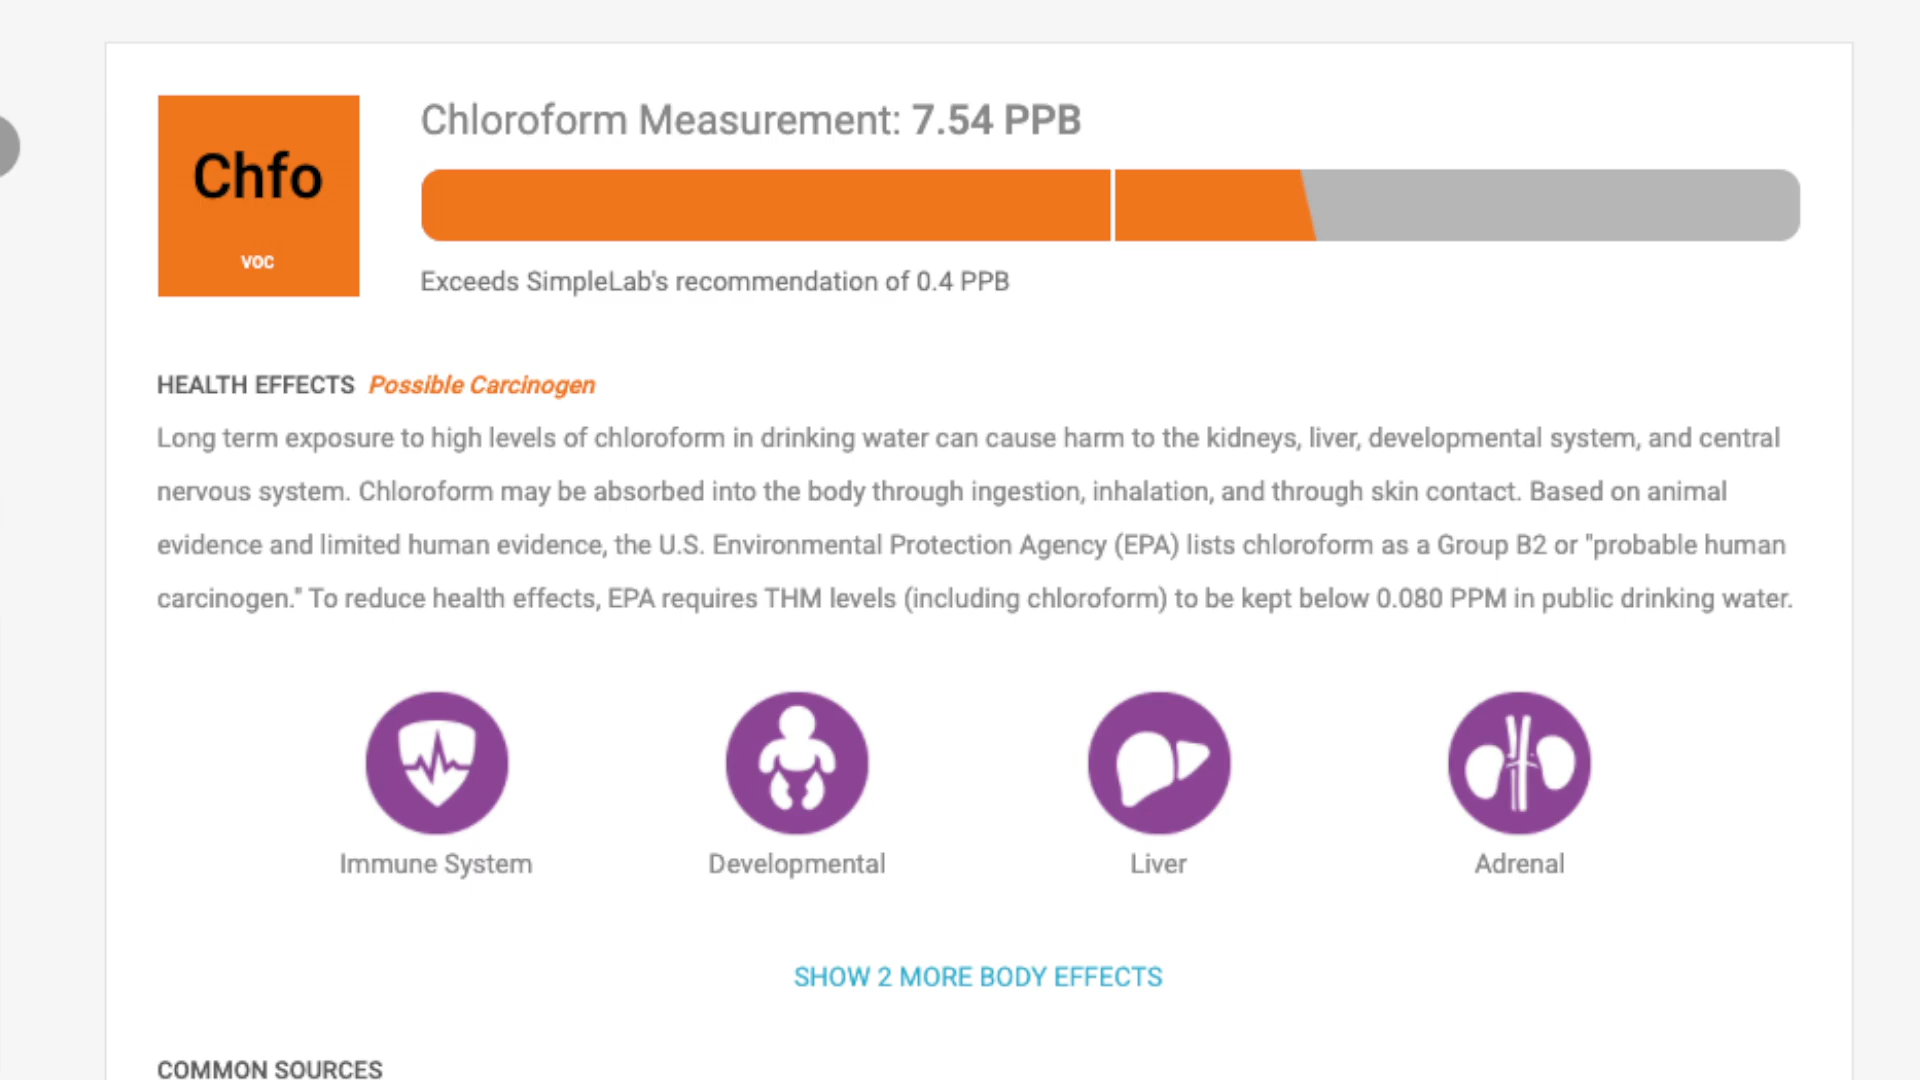 Chfo
VOC
Chloroform Measurement: 7.54 PPB
Exceeds SimpleLab's recommendation of 0.4 PPB
HEALTH EFFECTS Possible Carcinogen
Long term exposure to high levels of chloroform in drinking water can cause harm to the kidneys, liver, developmental system, and central
nervous system. Chloroform may be absorbed into the body through ingestion, inhalation, and through skin contact. Based on animal
evidence and limited human evidence, the U.S. Environmental Protection Agency (EPA) lists chloroform as a Group B2 or "probable human
carcinogen." To reduce health effects, EPA requires THM levels (including chloroform) to be kept below 0.080 PPM in public drinking water.
Immune System
Developmental
Liver
Adrenal
SHOW 2 MORE BODY EFFECTS
COMMON SOURCES